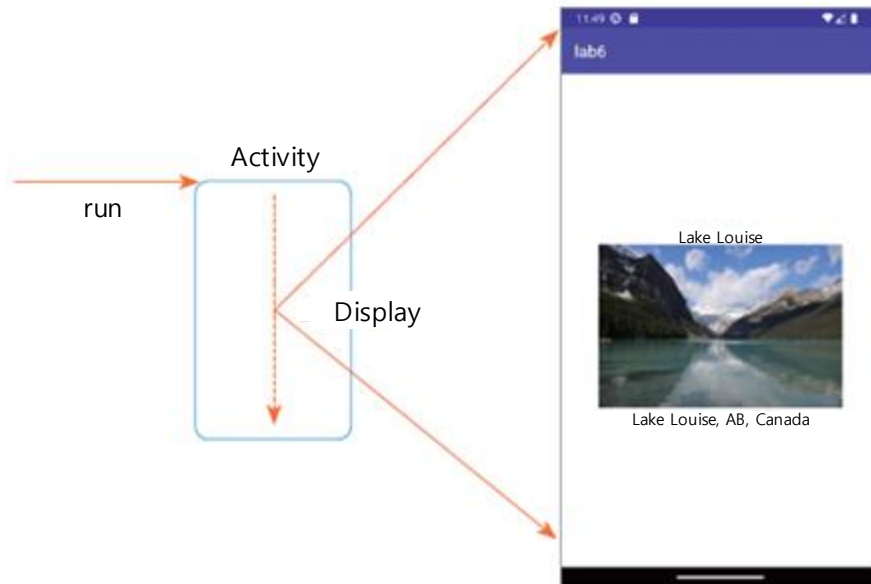 Activity
run
Display
11:49
lab6
Lake Louise
Lake Louise, AB, Canada